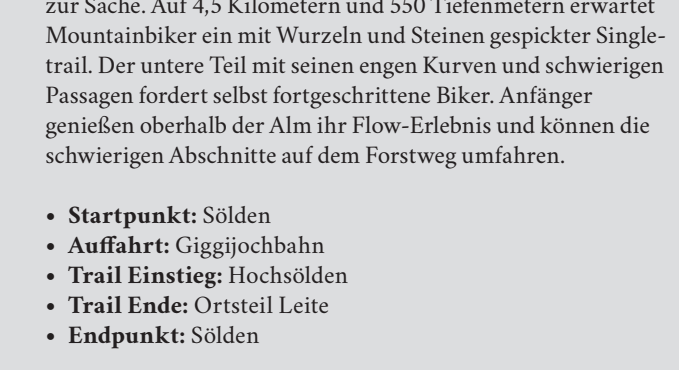 zur Sache. Auf 4,5 Kilometern und 550 Tiefenmetern erwartet
Mountainbiker ein mit Wurzeln und Steinen gespickter Single-
trail. Der untere Teil mit seinen engen Kurven und schwierigen
Passagen fordert selbst fortgeschrittene Biker. Anfänger
genießen oberhalb der Alm ihr Flow-Erlebnis und können die
schwierigen Abschnitte auf dem Forstweg umfahren.
• Startpunkt: Sölden
• Auffahrt: Giggijochbahn
• Trail Einstieg: Hochsölden
• Trail Ende: Ortsteil Leite
• Endpunkt: Sölden